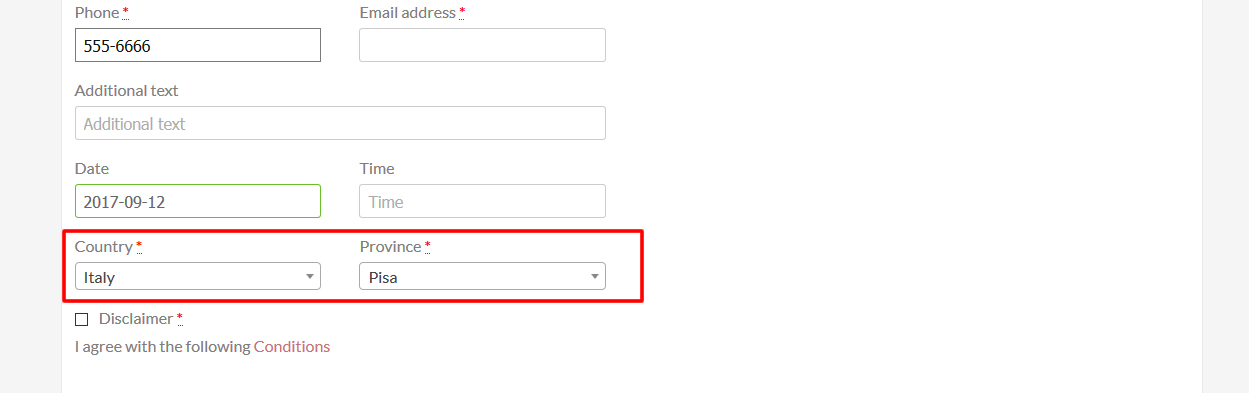 Phone * Email address *
555-6666
Additional text
Additional text
Date Time
2017-09-12 Time
Country * Province *
Italy Pisa
Disclaimer *
I agree with the following Conditions